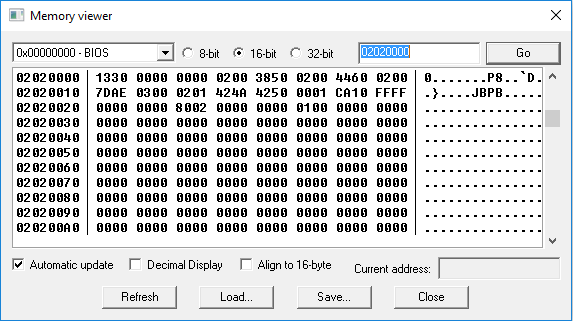 Memory viewer
0x00000000 - BIOS 8-bit 16-bit 32-bit 02020000 Go
02020000 1330 0000 0000 0200 3850 0200 4460 0200 0.......P8..`D.
02020010 7DAE 0300 0201 424A 4250 0001 CA10 FFFF .}....JBPB.....
02020020 0000 0000 8002 0000 0000 0100 0000 0000 ...............
02020030 0000 0000 0000 0000 0000 0000 0000 0000 ...............
02020040 0000 0000 0000 0000 0000 0000 0000 0000 ...............
02020050 0000 0000 0000 0000 0000 0000 0000 0000 ...............
02020060 0000 0000 0000 0000 0000 0000 0000 0000 ...............
02020070 0000 0000 0000 0000 0000 0000 0000 0000 ...............
02020080 0000 0000 0000 0000 0000 0000 0000 0000 ...............
02020090 0000 0000 0000 0000 0000 0000 0000 0000 ...............
020200A0 0000 0000 0000 0000 0000 0000 0000 0000 ...............
Automatic update Decimal Display Align to 16-byte Current address:
Refresh Load... Save... Close